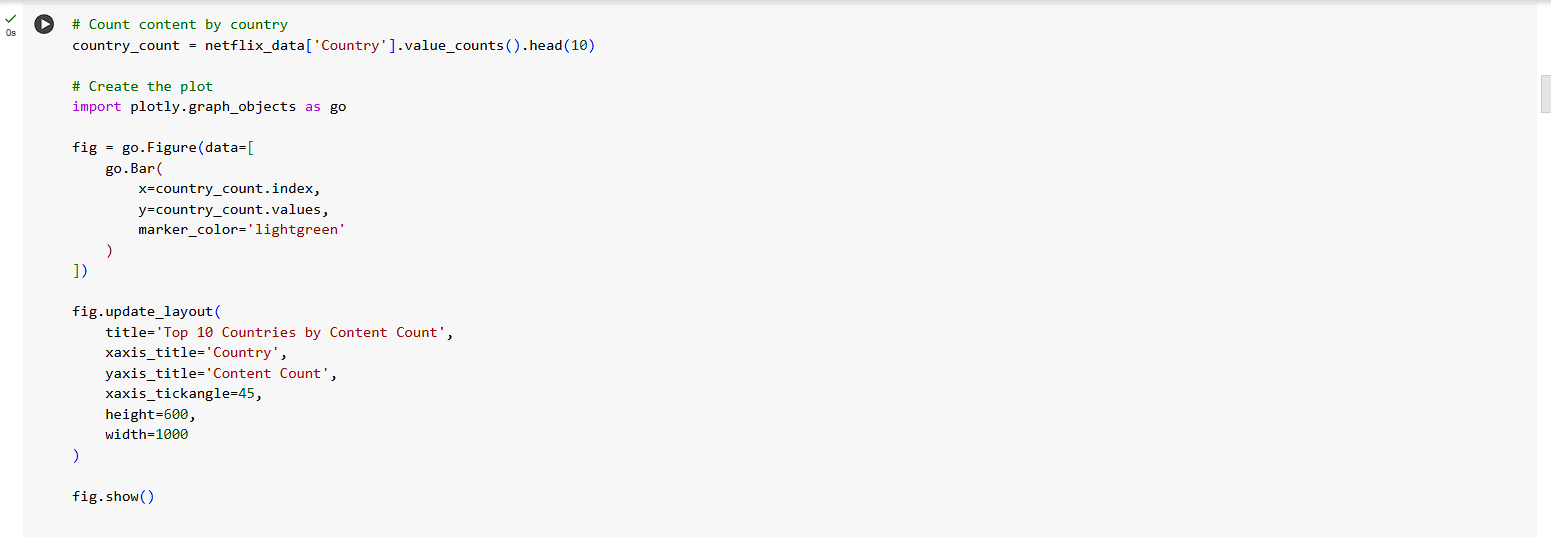 0s
# Count content by country
country_count = netflix_data['Country'].value_counts().head(10)
# Create the plot
import plotly.graph_objects as go
fig = go.Figure(data=[
    go.Bar(
        x=country_count.index,
        y=country_count.values,
        marker_color='lightgreen'
    )
])
fig.update_layout(
    title='Top 10 Countries by Content Count',
    xaxis_title='Country',
    yaxis_title='Content Count',
    xaxis_tickangle=45,
    height=600,
    width=1000
)
fig.show()